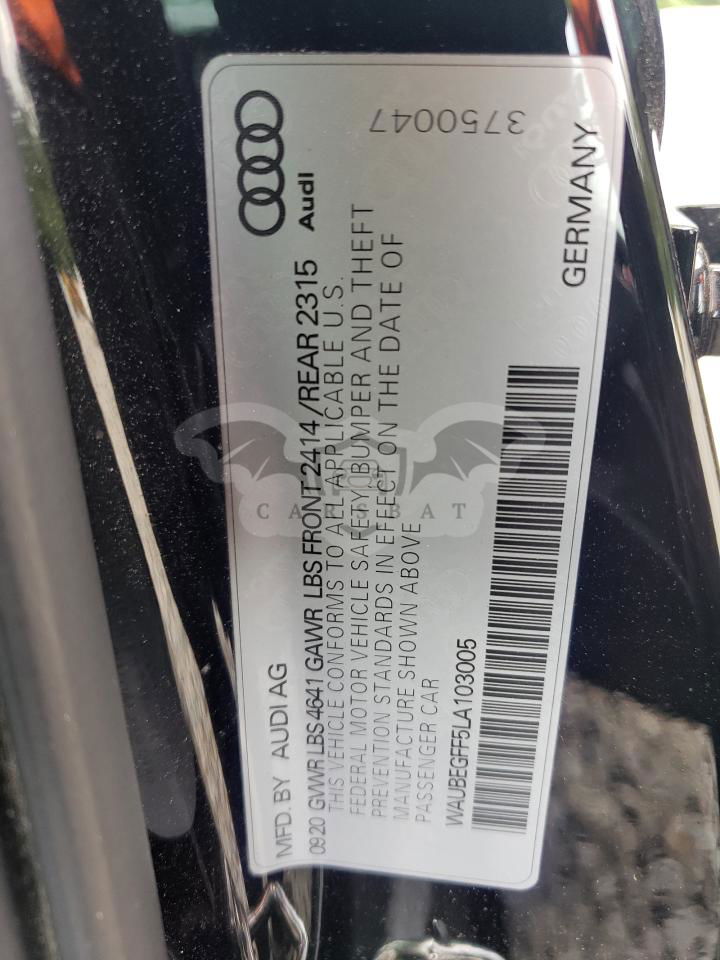 3750047
Audi
GERMANY
MFD. BY AUDI AG
0920 GVWR LBS 4641 GAWR LBS FRONT 2414 /REAR 2315
THIS VEHICLE CONFORMS TO ALL APPLICABLE U.S.
FEDERAL MOTOR VEHICLE SAFETY, BUMPER AND THEFT
PREVENTION STANDARDS IN EFFECT ON THE DATE OF
MANUFACTURE SHOWN ABOVE
PASSENGER CAR
WAUBEGFF5LA103005
CARSBAT